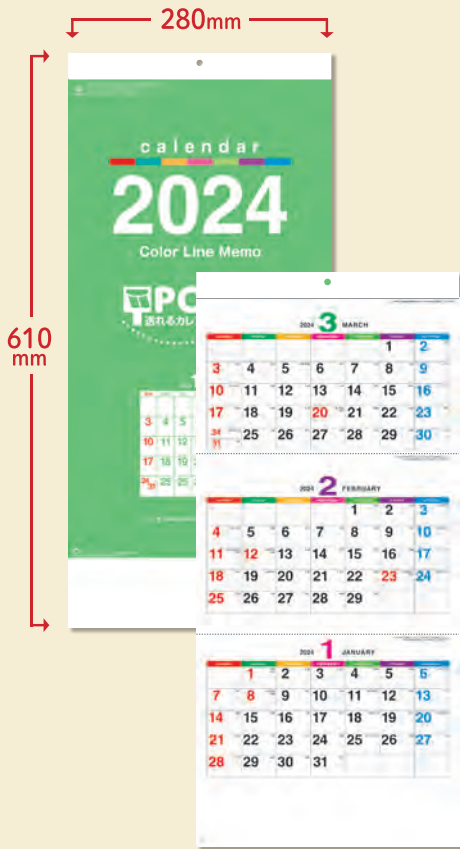 280mm
610
mm
calendar
2024
Color Line Memo
PO
送れるカレ
3 4 5
10 11 12
17 18 19
24/31 25 26
2024 3 MARCH
1 2
3 4 5 6 7 8 9
10 11 12 13 14 15 16
17 18 19 20 21 22 23
24/31 25 26 27 28 29 30
2024 2 FEBRUARY
1 2 3
4 5 6 7 8 9 10
11 12 13 14 15 16 17
18 19 20 21 22 23 24
25 26 27 28 29
2024 1 JANUARY
1 2 3 4 5 6
7 8 9 10 11 12 13
14 15 16 17 18 19 20
21 22 23 24 25 26 27
28 29 30 31